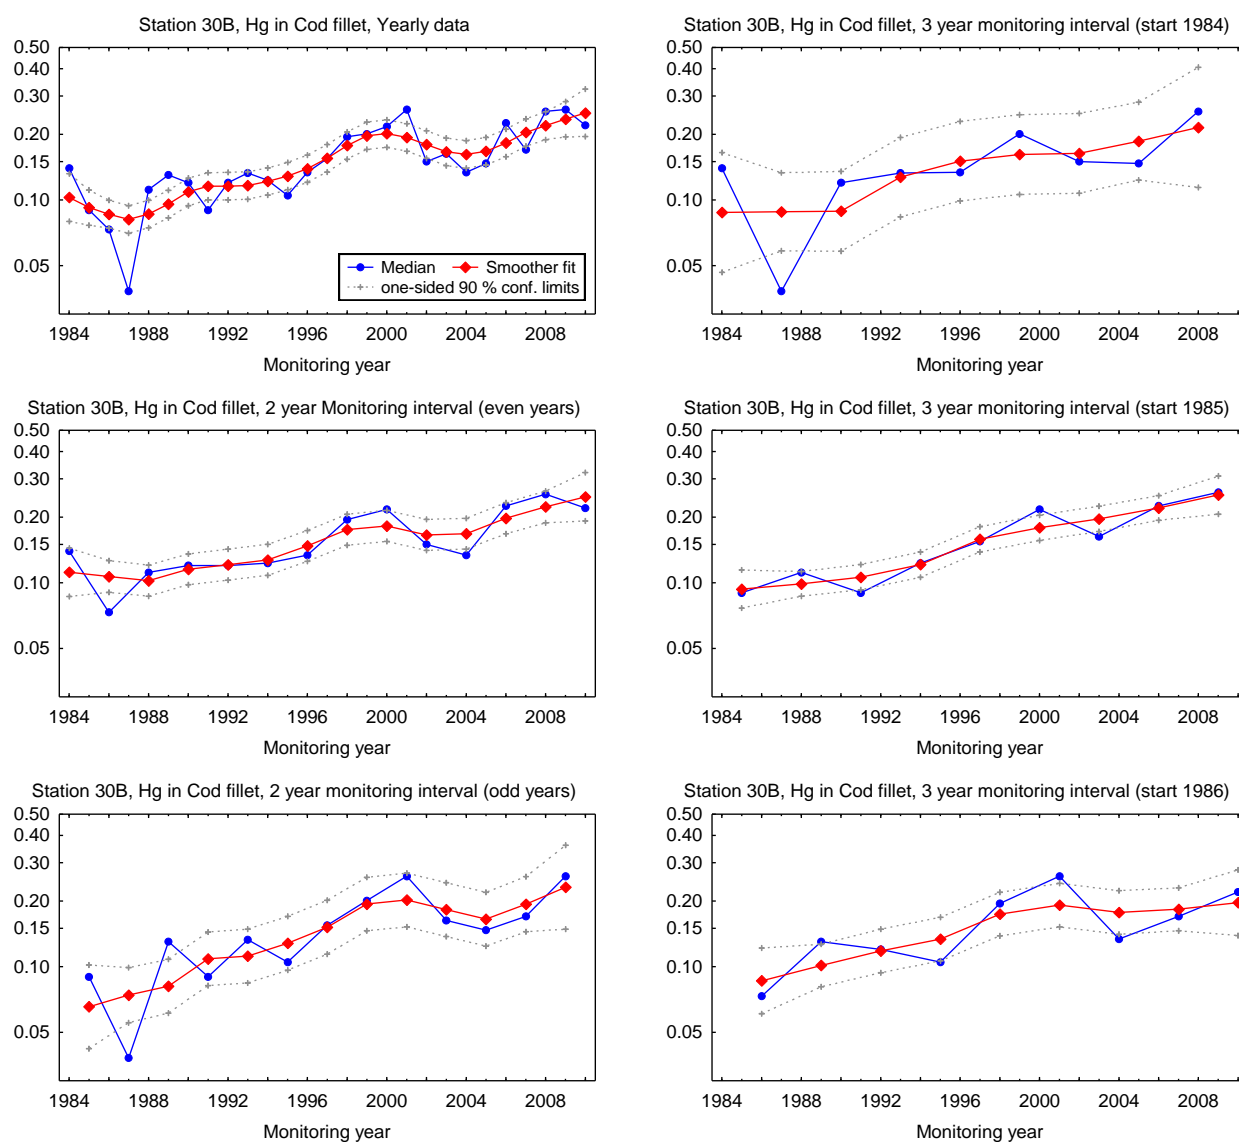 Station 30B, Hg in Cod fillet, Yearly data
0.50
0.40
0.30
0.20
0.15
0.10
0.05
Median
Smoother fit
one-sided 90 % conf. limits
1984 1988 1992 1996 2000 2004 2008
Monitoring year
Station 30B, Hg in Cod fillet, 3 year monitoring interval (start 1984)
0.50
0.40
0.30
0.20
0.15
0.10
0.05
1984 1988 1992 1996 2000 2004 2008
Monitoring year
Station 30B, Hg in Cod fillet, 2 year Monitoring interval (even years)
0.50
0.40
0.30
0.20
0.15
0.10
0.05
1984 1988 1992 1996 2000 2004 2008
Monitoring year
Station 30B, Hg in Cod fillet, 3 year monitoring interval (start 1985)
0.50
0.40
0.30
0.20
0.15
0.10
0.05
1984 1988 1992 1996 2000 2004 2008
Monitoring year
Station 30B, Hg in Cod fillet, 2 year monitoring interval (odd years)
0.50
0.40
0.30
0.20
0.15
0.10
0.05
1984 1988 1992 1996 2000 2004 2008
Monitoring year
Station 30B, Hg in Cod fillet, 3 year monitoring interval (start 1986)
0.50
0.40
0.30
0.20
0.15
0.10
0.05
1984 1988 1992 1996 2000 2004 2008
Monitoring year